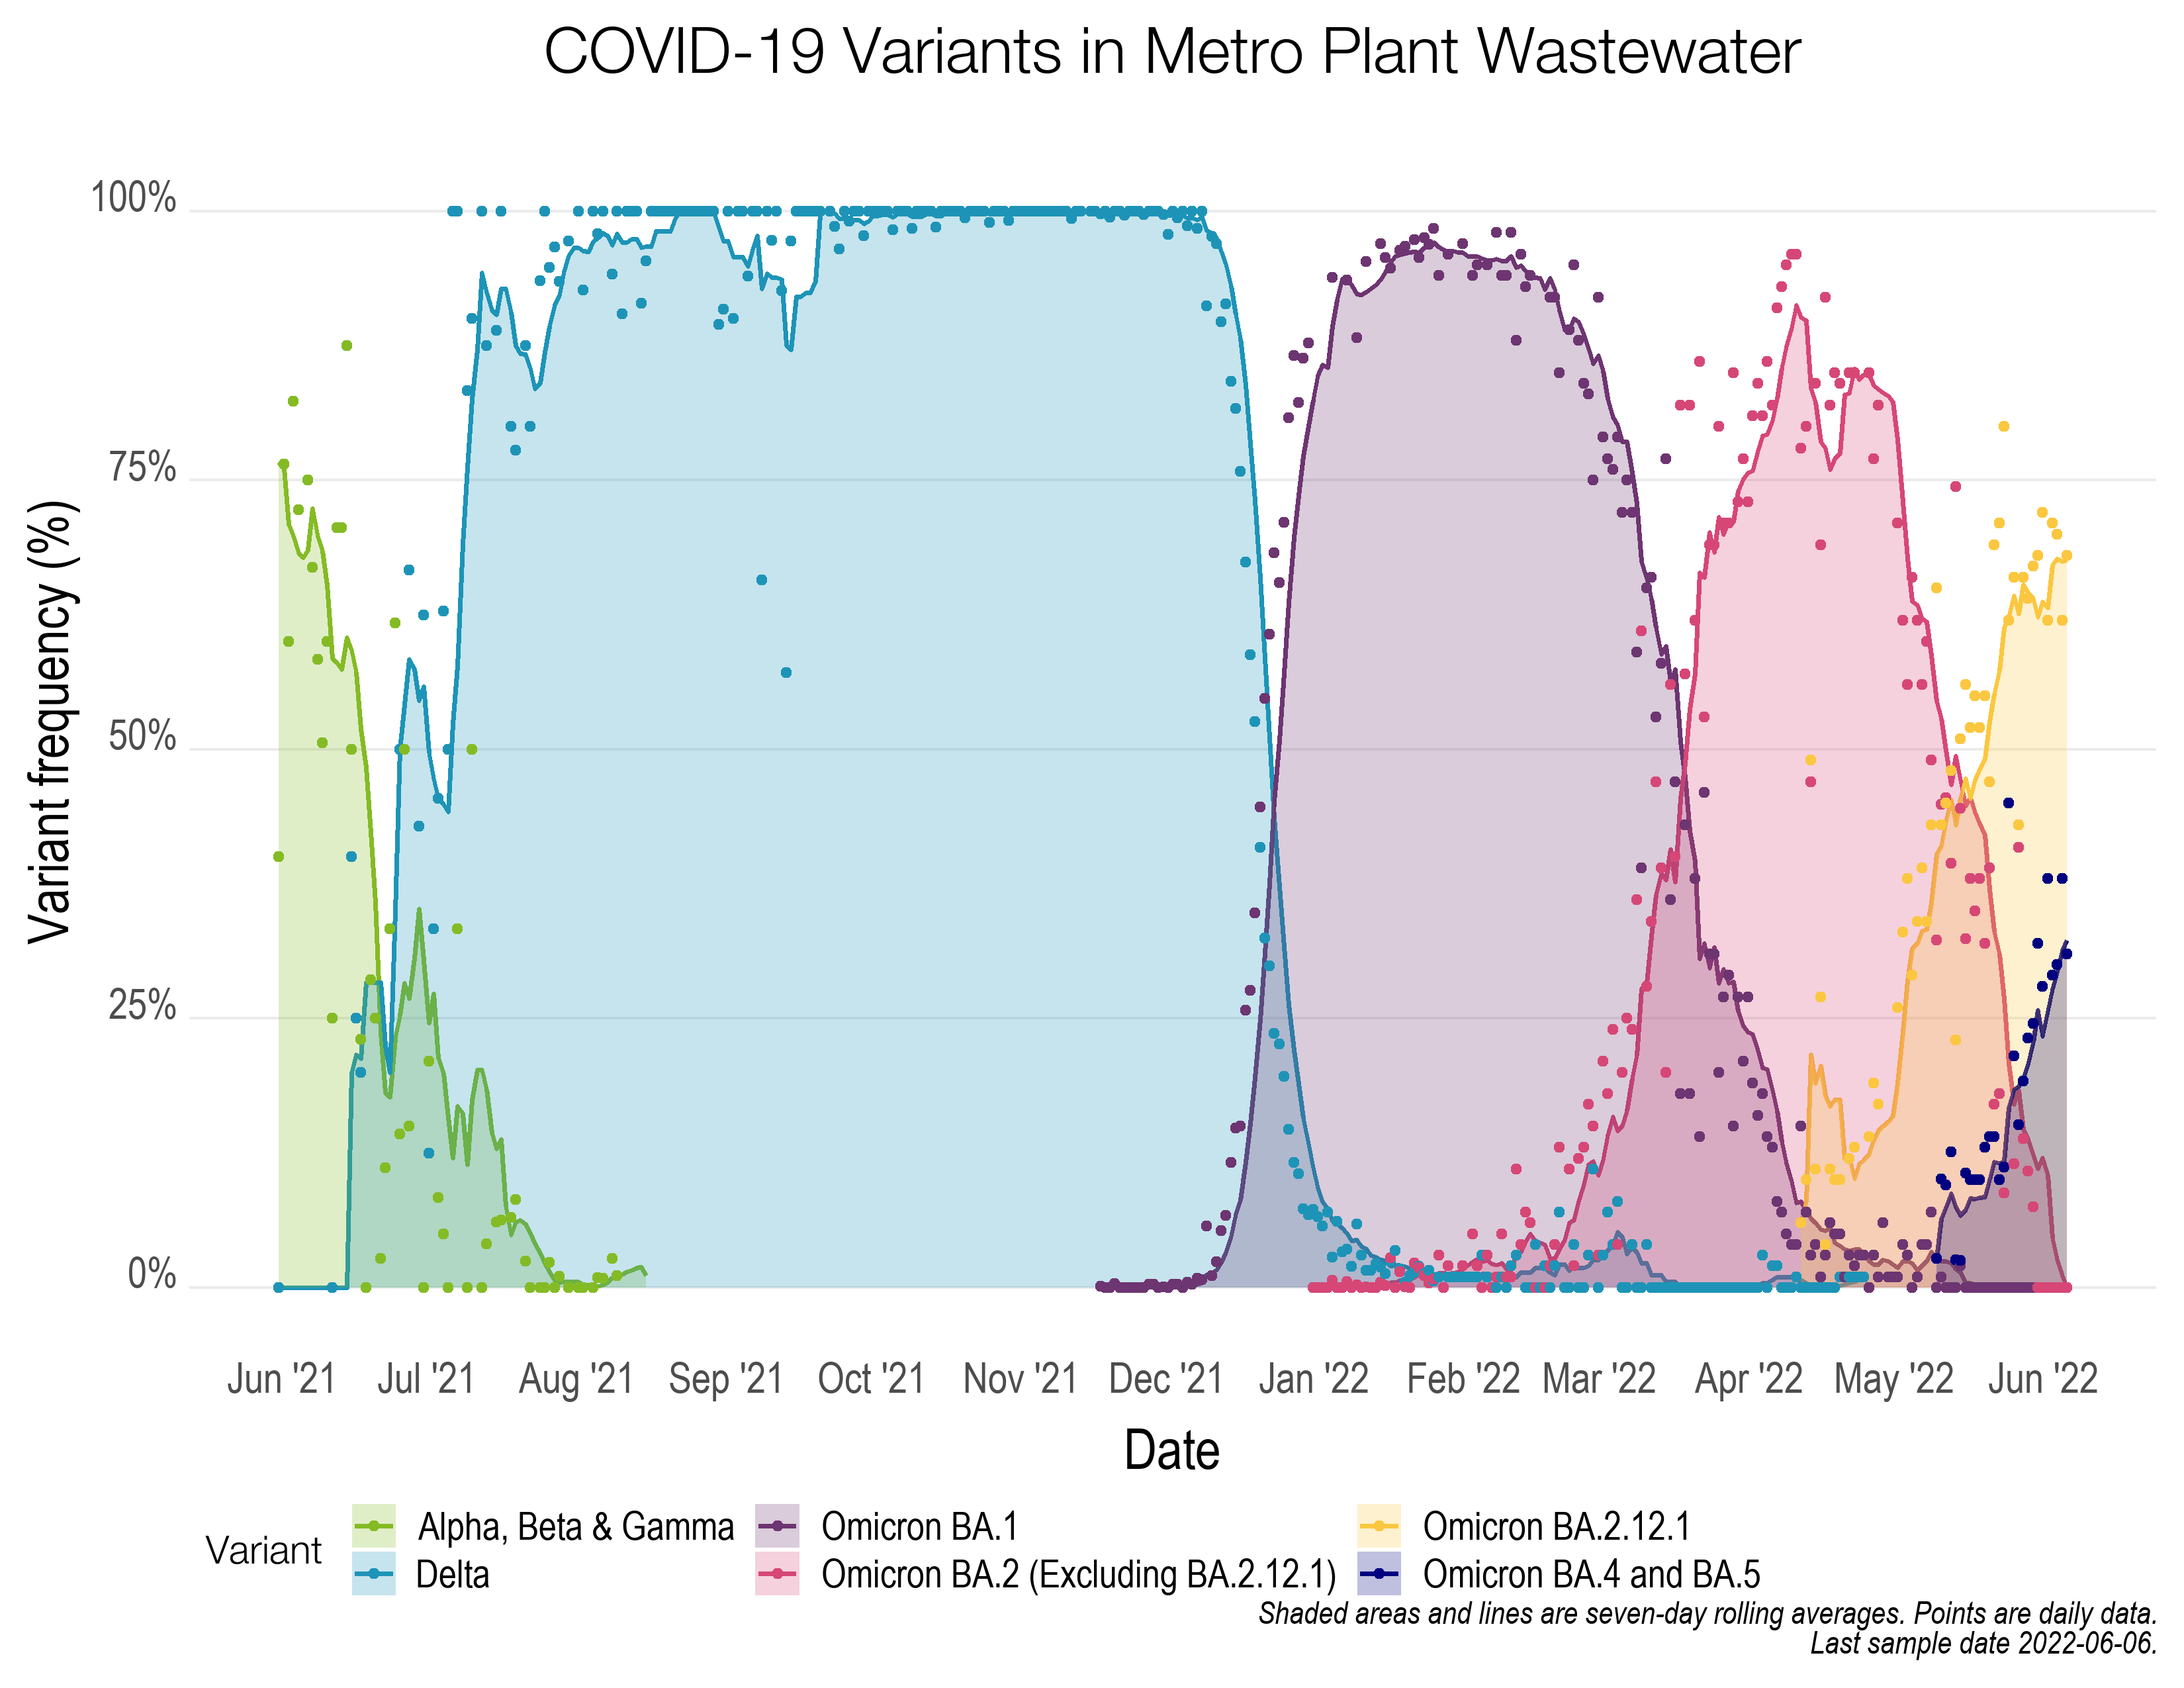 COVID-19 Variants in Metro Plant Wastewater
Variant frequency (%)
100%
75%
50%
25%
0%
Jun '21 Jul '21 Aug '21 Sep '21 Oct '21 Nov '21 Dec '21 Jan '22 Feb '22 Mar '22 Apr '22 May '22 Jun '22
Date
Variant
Alpha, Beta & Gamma
Delta
Omicron BA.1
Omicron BA.2 (Excluding BA.2.12.1)
Omicron BA.2.12.1
Omicron BA.4 and BA.5
Shaded areas and lines are seven-day rolling averages. Points are daily data.
Last sample date 2022-06-06.